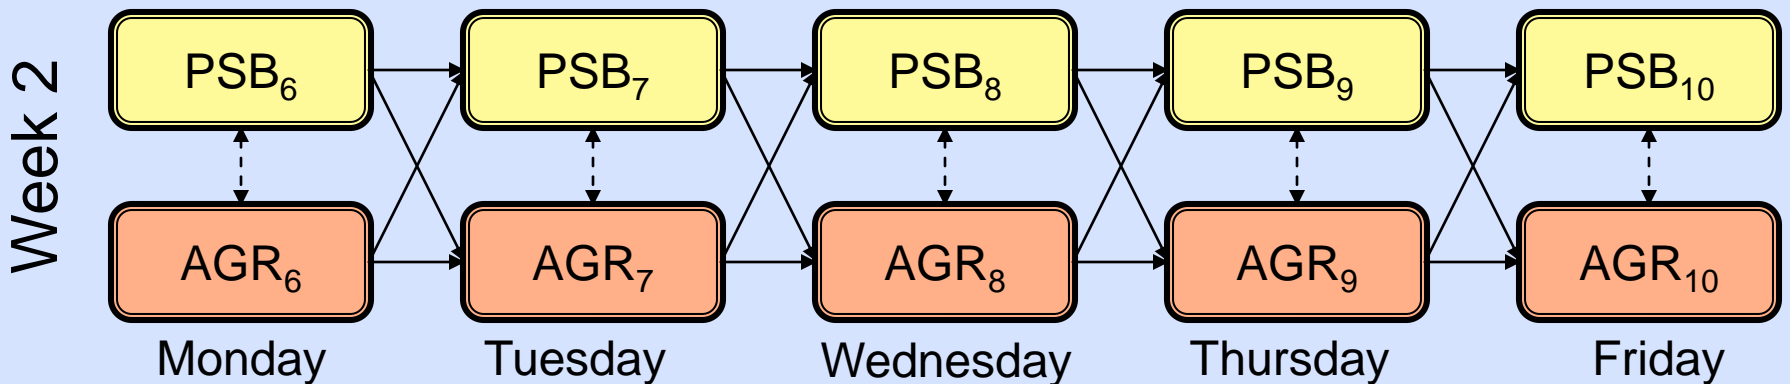 Week 2
PSB₆ PSB₇ PSB₈ PSB₉ PSB₁₀
AGR₆ AGR₇ AGR₈ AGR₉ AGR₁₀
Monday Tuesday Wednesday Thursday Friday